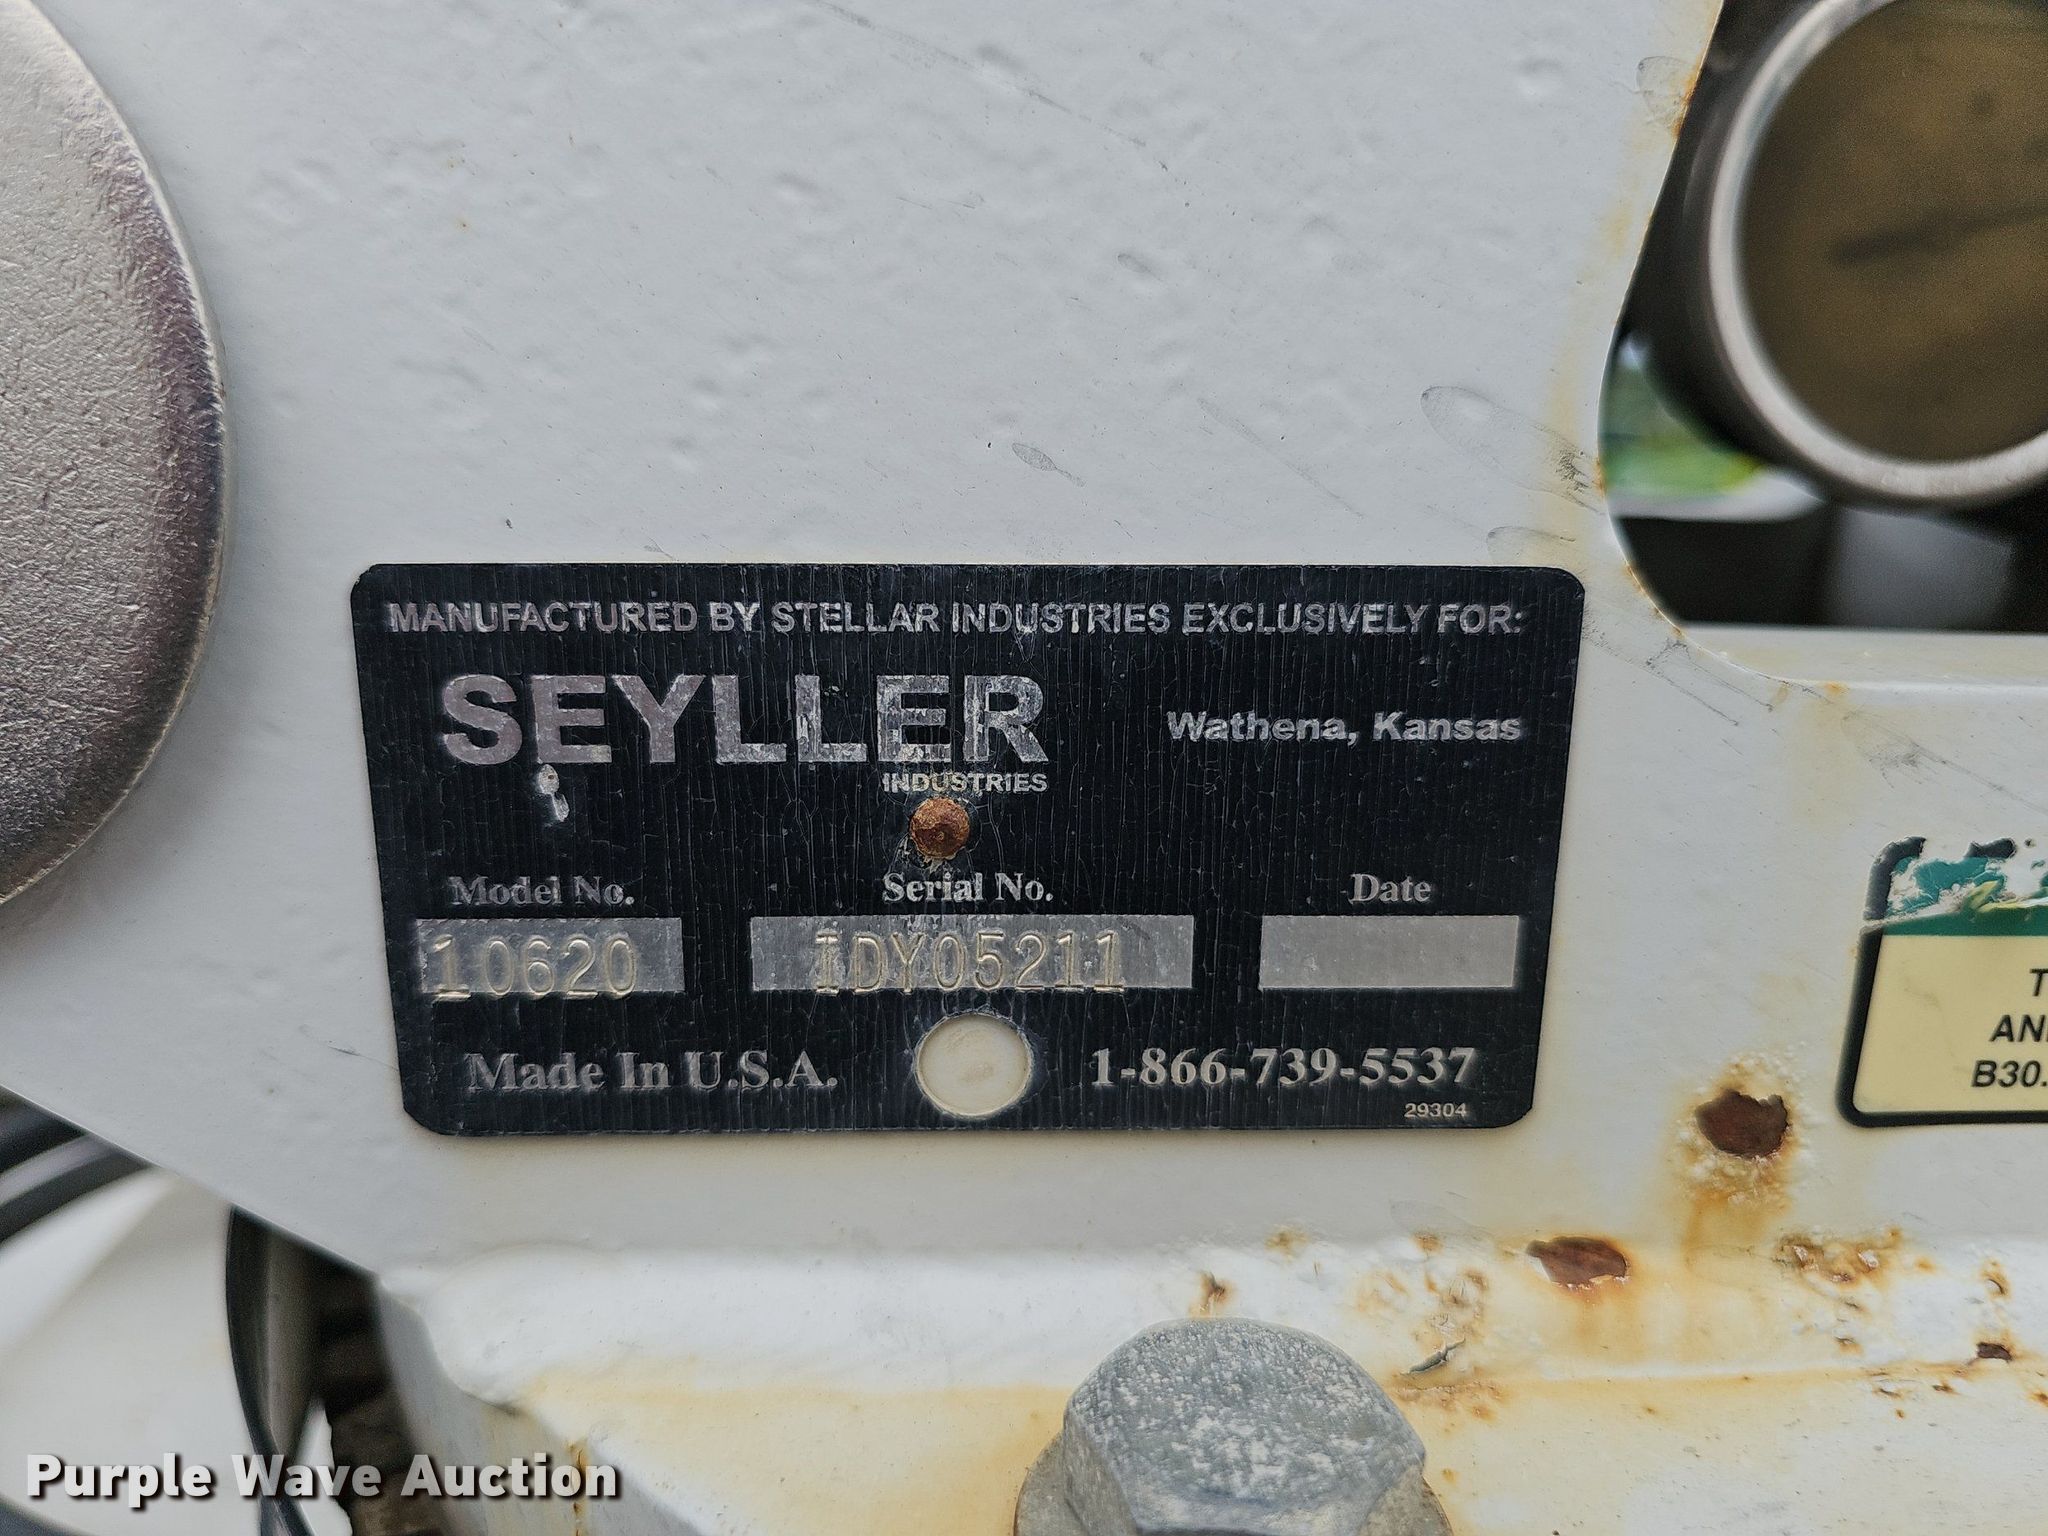 MANUFACTURED BY STELLAR INDUSTRIES EXCLUSIVELY FOR:
SEYLLER
INDUSTRIES
Wathena, Kansas
Model No.
Serial No.
Date
10620
IDY05211
Made In U.S.A.
1-866-739-5537
29304
B30.
Purple Wave Auction